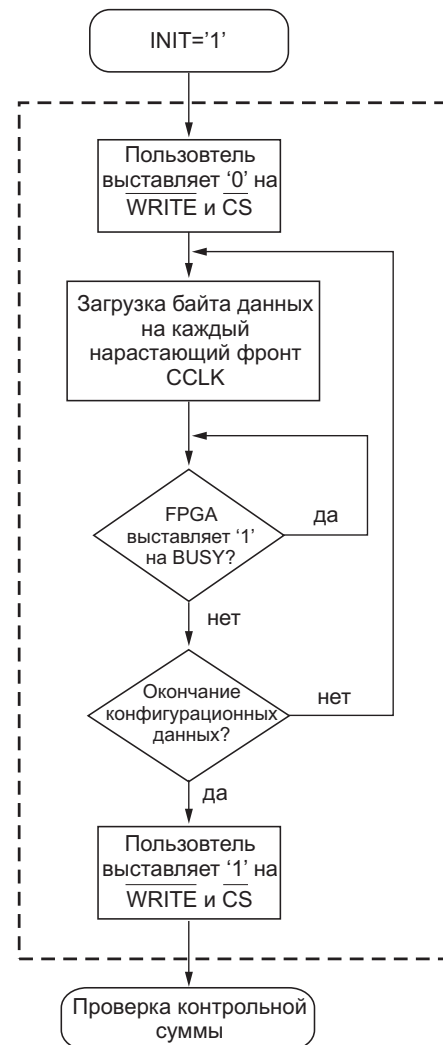 INIT='1'
Пользовтель
выставляет ‘0’ на
WRITE и CS
Загрузка байта данных
на каждый
нарастающий фронт
CCLK
FPGA
выставляет ‘1’
на BUSY?
да
нет
Окончание
конфигурационных
данных?
нет
да
Пользовтель
выставляет ‘1’ на
WRITE и CS
Проверка контрольной
суммы